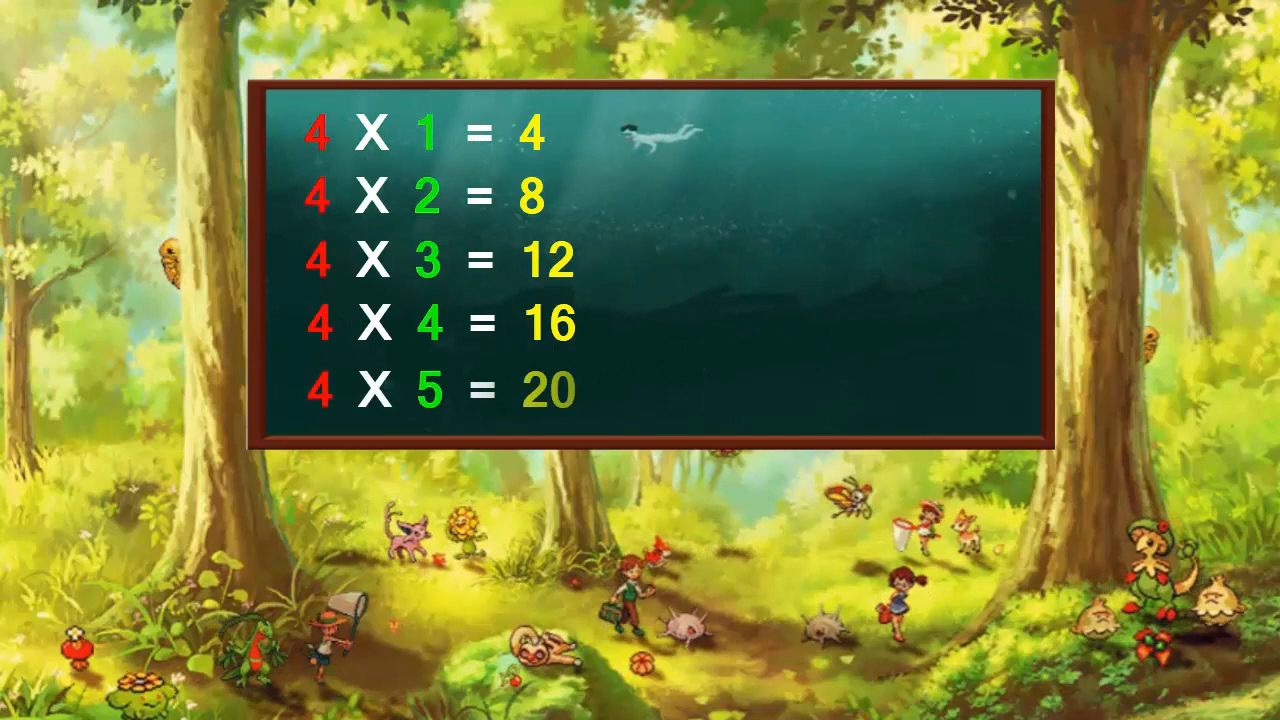 4 X 1 = 4
4 X 2 = 8
4 X 3 = 12
4 X 4 = 16
4 X 5 = 20